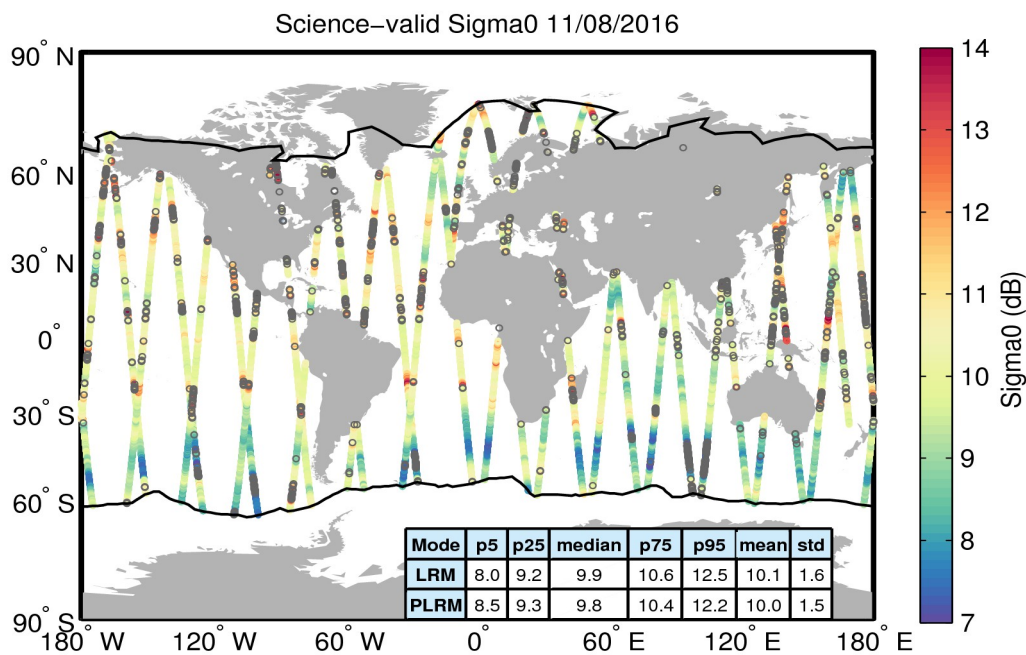 Science−valid Sigma0 11/08/2016
90° N
60° N
30° N
0°
30° S
60° S
90° S
180° W
120° W
60° W
0°
60° E
120° E
180° E
14
13
12
11
10
9
8
7
Sigma0 (dB)
Mode p5 p25 median p75 p95 mean std
LRM 8.0 9.2 9.9 10.6 12.5 10.1 1.6
PLRM 8.5 9.3 9.8 10.4 12.2 10.0 1.5